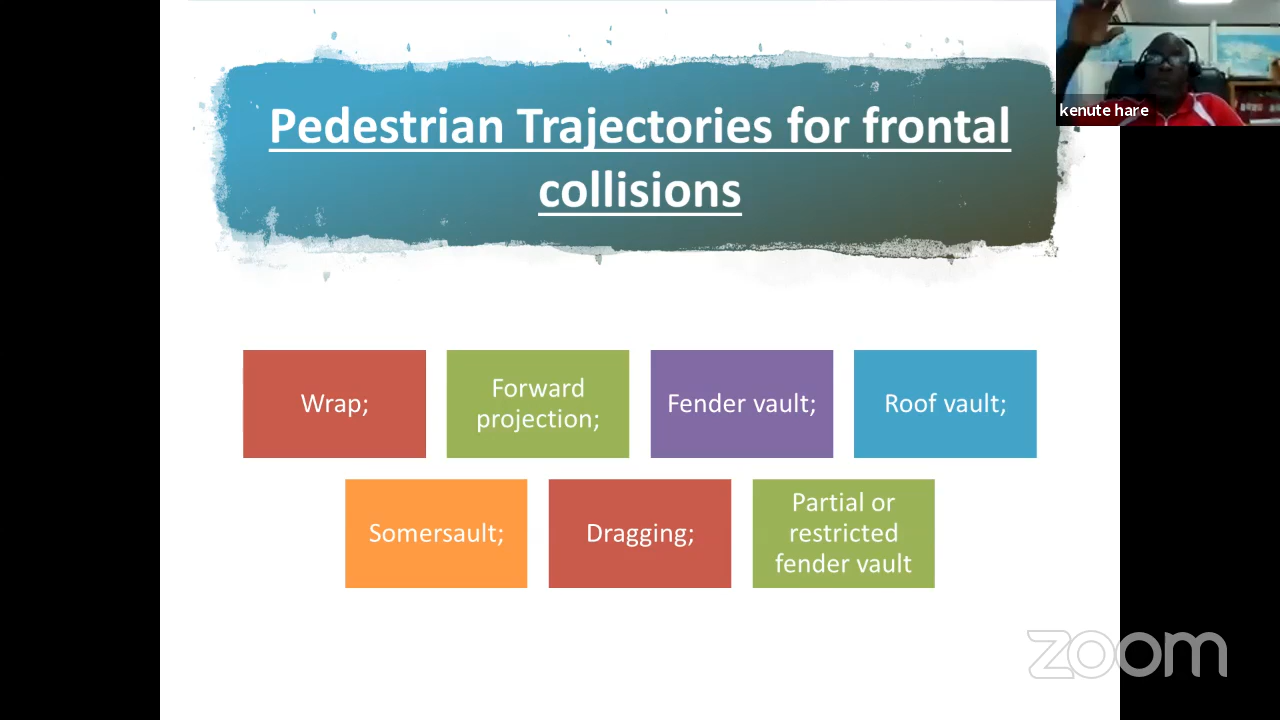 Pedestrian Trajectories for frontal
collisions
kenute hare
Wrap;
Forward
projection;
Fender vault;
Roof vault;
Somersault;
Dragging;
Partial or
restricted
fender vault
zoom